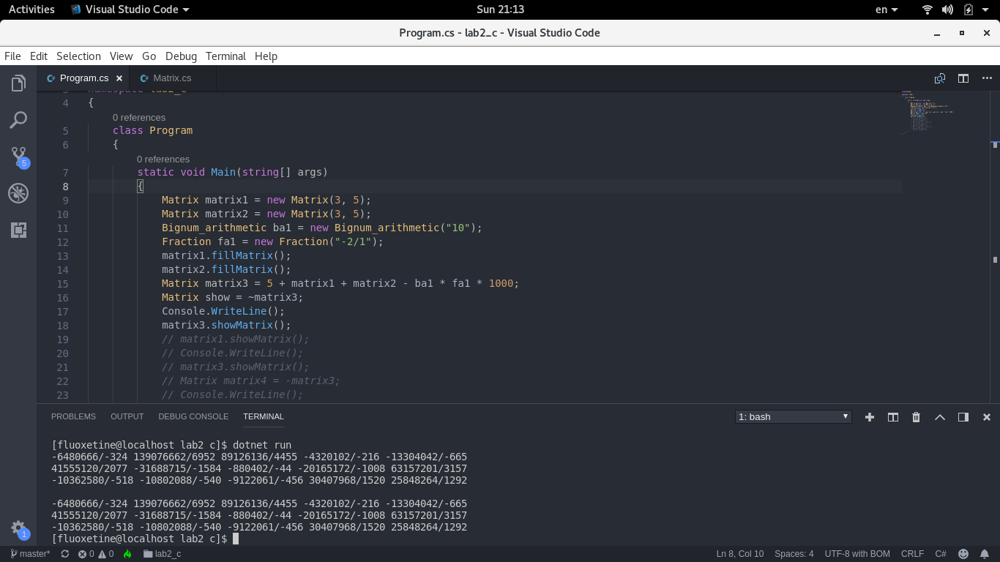 Activities Visual Studio Code Sun 21:13 en
Program.cs - lab2_c - Visual Studio Code
File Edit Selection View Go Debug Terminal Help
Program.cs Matrix.cs
3 namespace lab2_c
4 {
0 references
5 class Program
6 {
0 references
7 static void Main(string[] args)
8 {
9 Matrix matrix1 = new Matrix(3, 5);
10 Matrix matrix2 = new Matrix(3, 5);
11 Bignum_arithmetic ba1 = new Bignum_arithmetic("10");
12 Fraction fa1 = new Fraction("-2/1");
13 matrix1.fillMatrix();
14 matrix2.fillMatrix();
15 Matrix matrix3 = 5 + matrix1 + matrix2 - ba1 * fa1 * 1000;
16 Matrix show = ~matrix3;
17 Console.WriteLine();
18 matrix3.showMatrix();
19 // matrix1.showMatrix();
20 // Console.WriteLine();
21 // matrix3.showMatrix();
22 // Matrix matrix4 = -matrix3;
23 // Console.WriteLine();
5
PROBLEMS OUTPUT DEBUG CONSOLE TERMINAL 1: bash
[fluoxetine@localhost lab2 c]$ dotnet run
-6480666/-324 139076662/6952 89126136/4455 -4320102/-216 -13304042/-665
41555120/2077 -31688715/-1584 -880402/-44 -20165172/-1008 63157201/3157
-10362580/-518 -10802088/-540 -9122061/-456 30407968/1520 25848264/1292
-6480666/-324 139076662/6952 89126136/4455 -4320102/-216 -13304042/-665
41555120/2077 -31688715/-1584 -880402/-44 -20165172/-1008 63157201/3157
-10362580/-518 -10802088/-540 -9122061/-456 30407968/1520 25848264/1292
[fluoxetine@localhost lab2 c]$
1
master* 0 0 lab2_c Ln 8, Col 10 Spaces: 4 UTF-8 with BOM CRLF C#